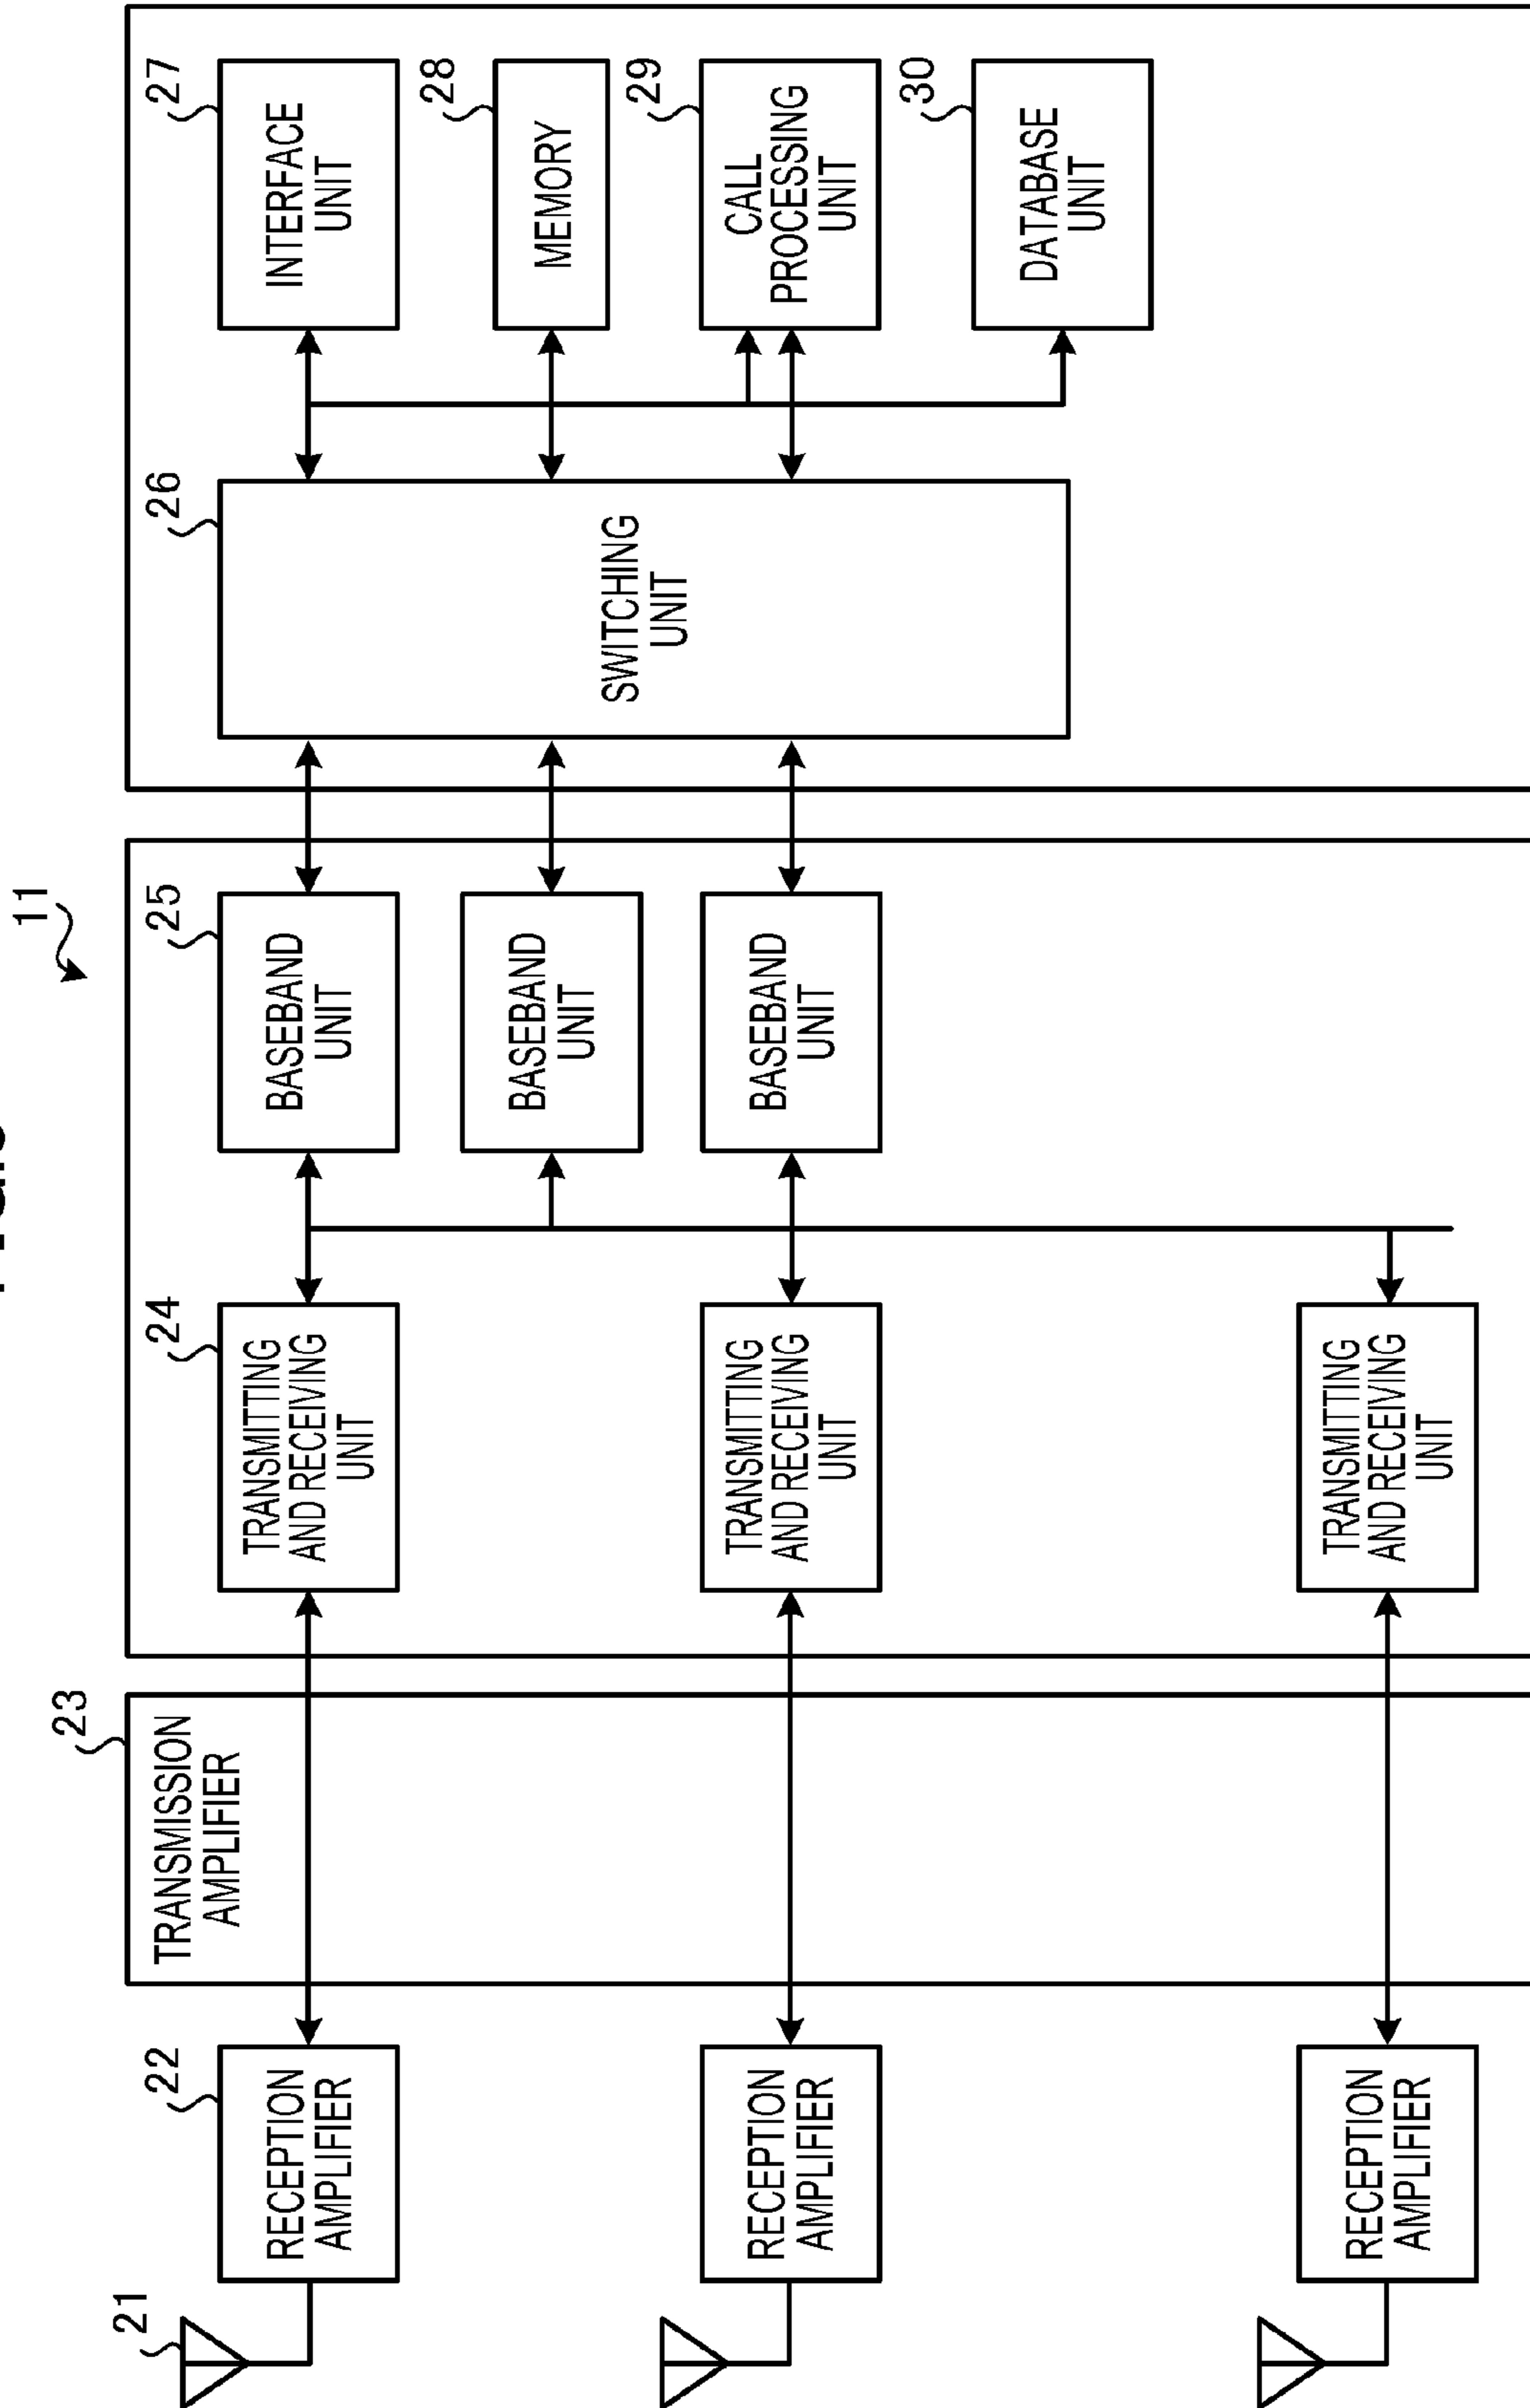 11
21
22
RECEPTION
AMPLIFIER
23
TRANSMISSION
AMPLIFIER
24
TRANSMITTING
AND RECEIVING
UNIT
25
BASEBAND
UNIT
26
SWITCHING
UNIT
27
INTERFACE
UNIT
28
MEMORY
BASEBAND
UNIT
29
CALL
PROCESSING
UNIT
RECEPTION
AMPLIFIER
TRANSMITTING
AND RECEIVING
UNIT
BASEBAND
UNIT
30
DATABASE
UNIT
RECEPTION
AMPLIFIER
TRANSMITTING
AND RECEIVING
UNIT